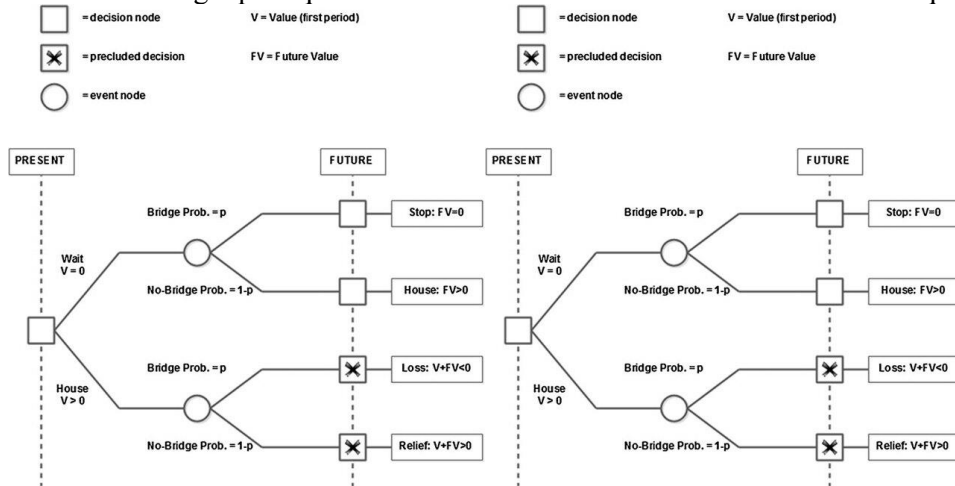 = decision node V = Value (first period) = decision node V = Value (first period)
= precluded decision FV = Future Value = precluded decision FV = Future Value
= event node = event node
PRESENT FUTURE PRESENT FUTURE
Bridge Prob. = p Stop: FV=0 Bridge Prob. = p Stop: FV=0
Wait Wait
V = 0 V = 0
No-Bridge Prob. = 1-p House: FV>0 No-Bridge Prob. = 1-p House: FV>0
Bridge Prob. = p Loss: V+FV<0 Bridge Prob. = p Loss: V+FV<0
House House
V > 0 V > 0
No-Bridge Prob. = 1-p Relief: V+FV>0 No-Bridge Prob. = 1-p Relief: V+FV>0